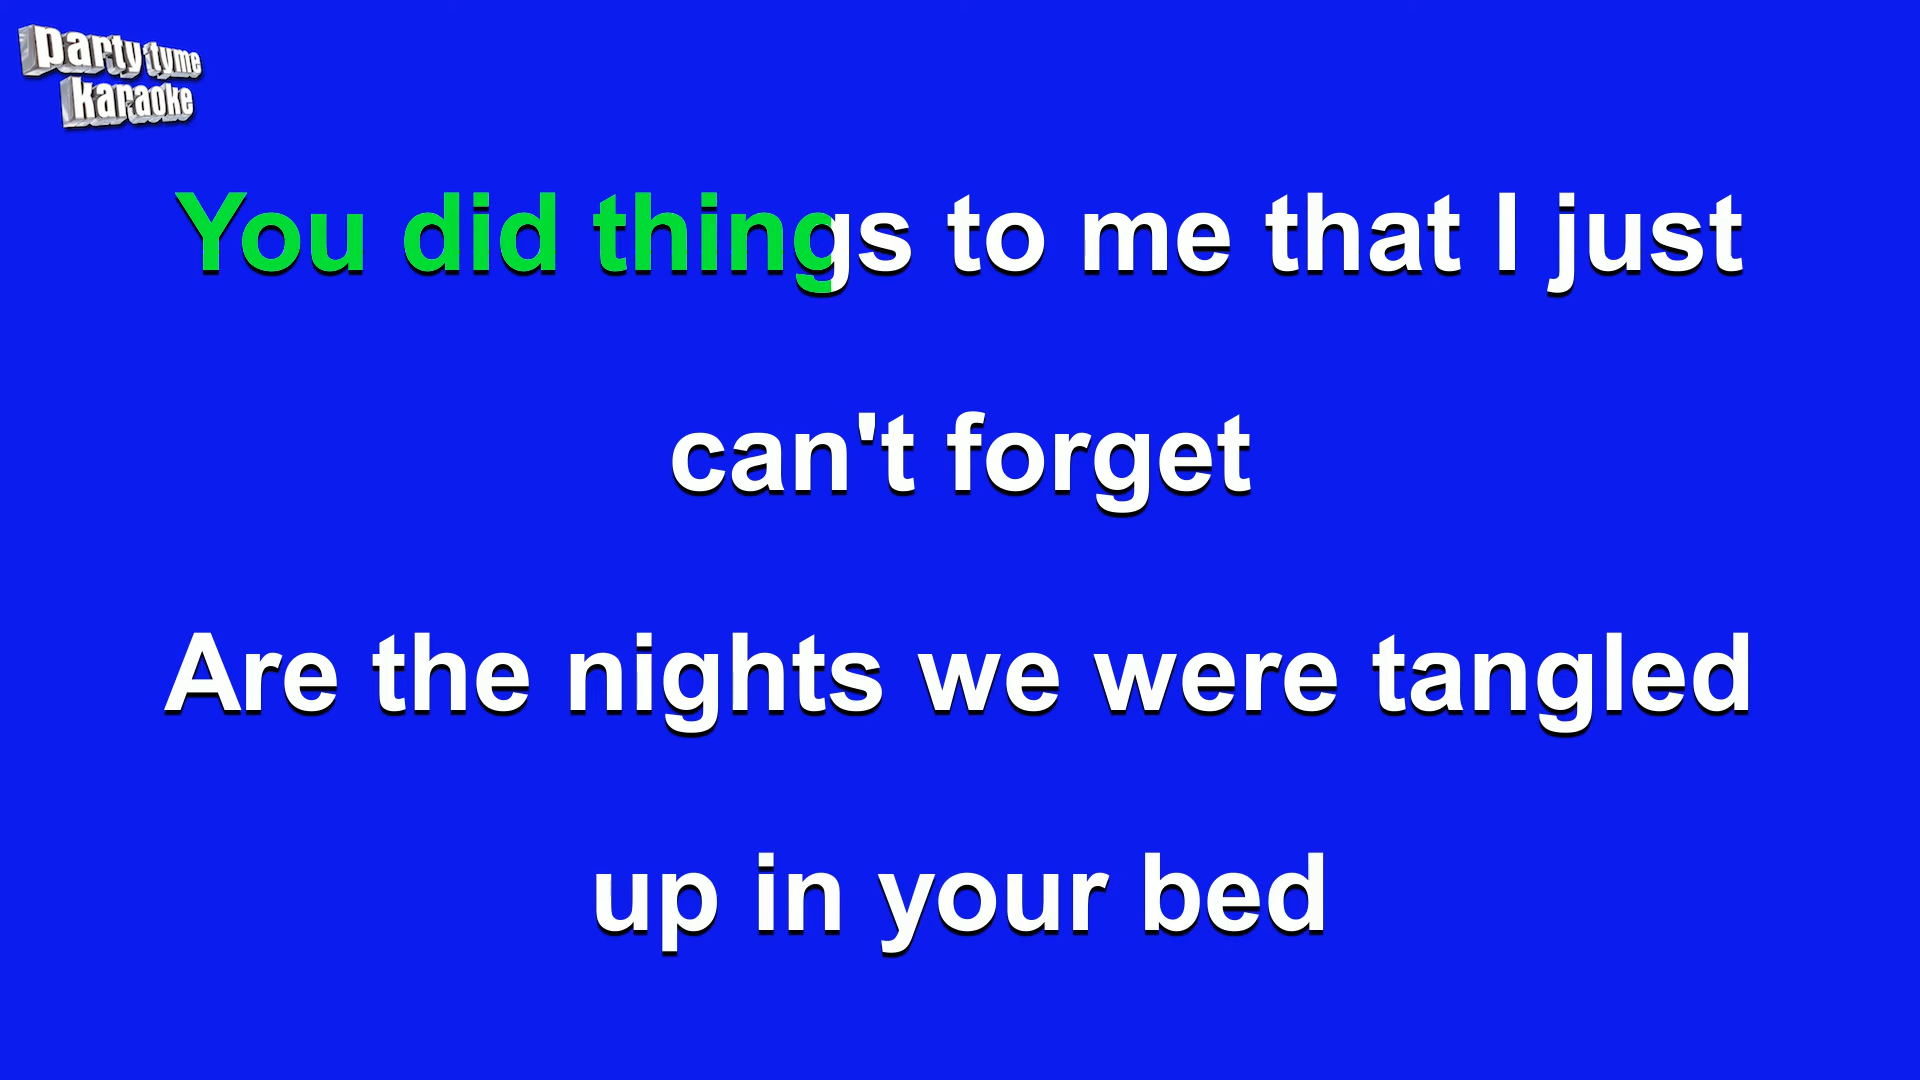 party tyme
karaoke
You did things to me that I just
can't forget
Are the nights we were tangled
up in your bed